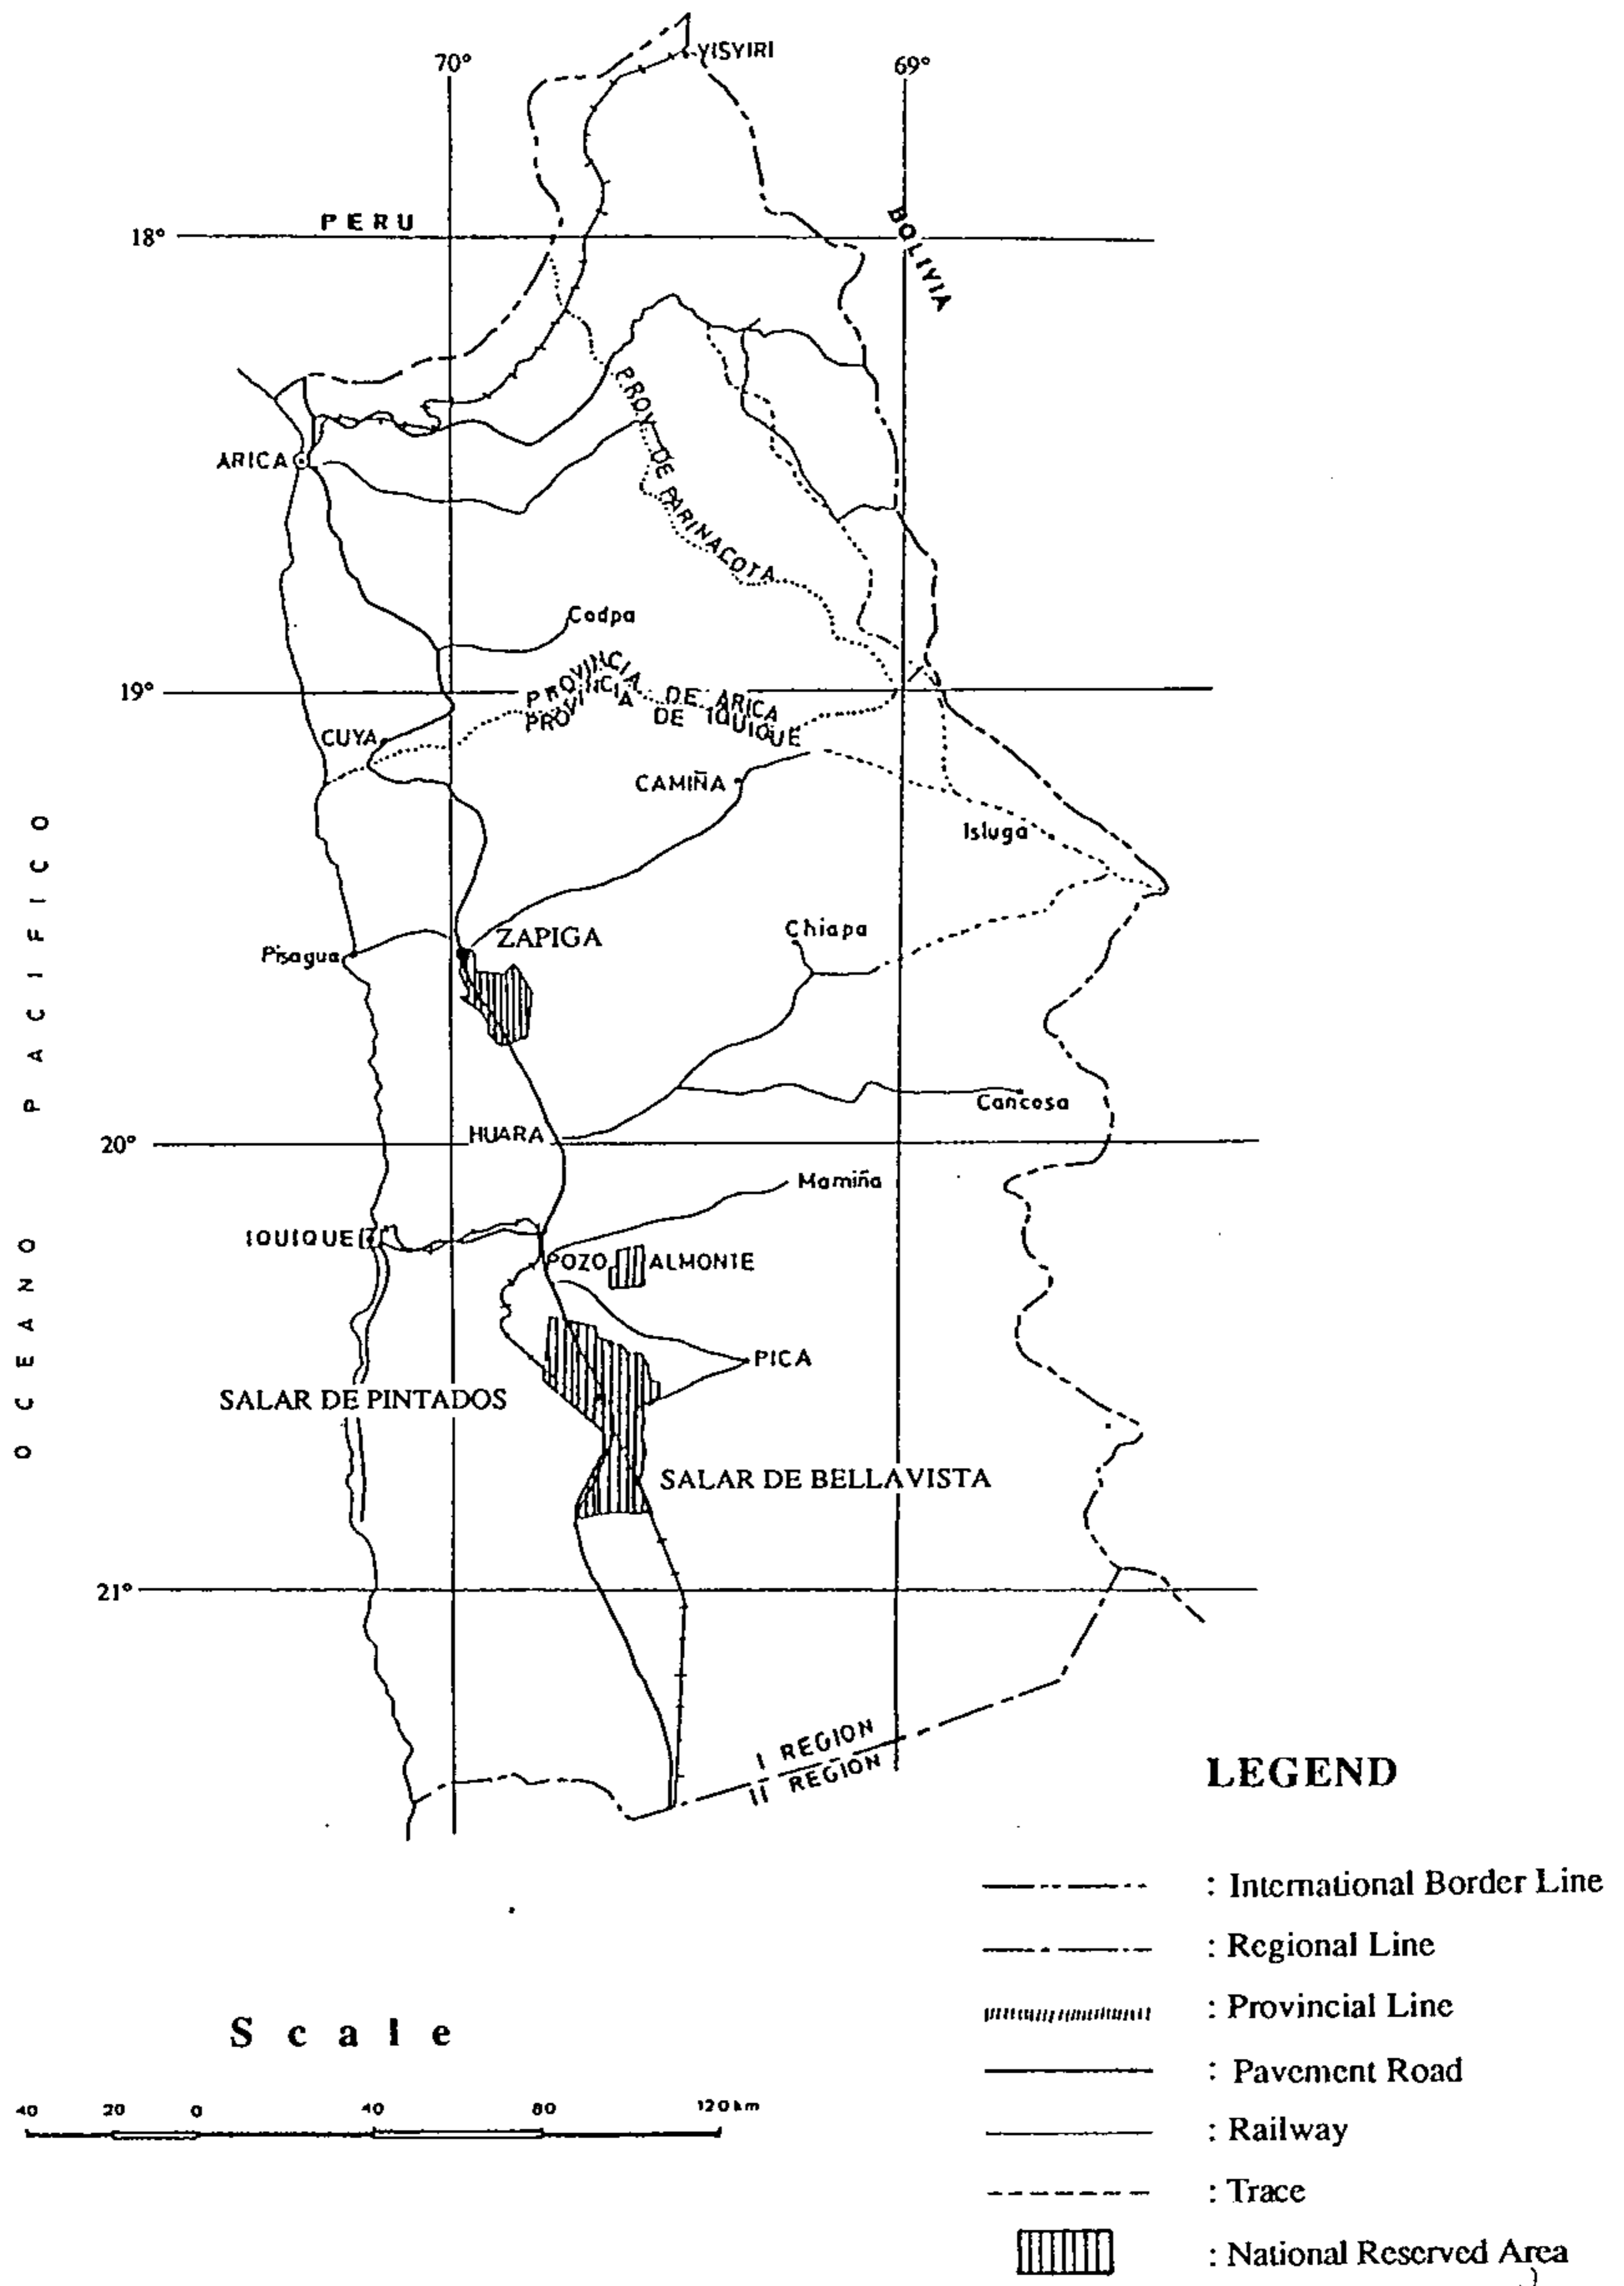 70°
YISYIRI
69°
PERU
18°
BOLIVIA
PROV. DE PARINACOTA
ARICA
Codpa
19°
PROVINCIA DE ARICA
PROVINCIA DE IQUIQUE
CUYA
CAMIÑA
Isluga
OCEANO PACIFICO
Chiapa
ZAPIGA
Pisagua
Cancosa
HUARA
20°
Mamiña
IQUIQUE
POZO ALMONTE
PICA
SALAR DE PINTADOS
SALAR DE BELLAVISTA
21°
I REGION
II REGION
LEGEND
: International Border Line
: Regional Line
: Provincial Line
: Pavement Road
: Railway
: Trace
: National Reserved Area
Scale
40 20 0 40 80 120 km